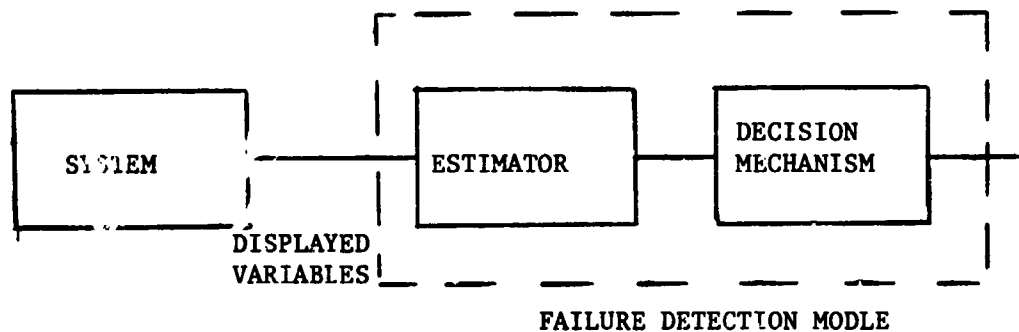 SYSTEM
ESTIMATOR
DECISION
MECHANISM
DISPLAYED
VARIABLES
FAILURE DETECTION MODLE